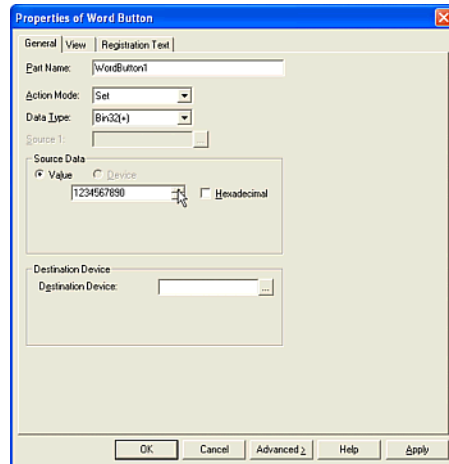 Properties of Word Button
General View Registration Text
Part Name: WordButton1
Action Mode: Set
Data Type: Bin32(+)
Source 1: ...
Source Data
Value Device
1234567890 Hexadecimal
Destination Device
Destination Device: ...
OK Cancel Advanced > Help Apply